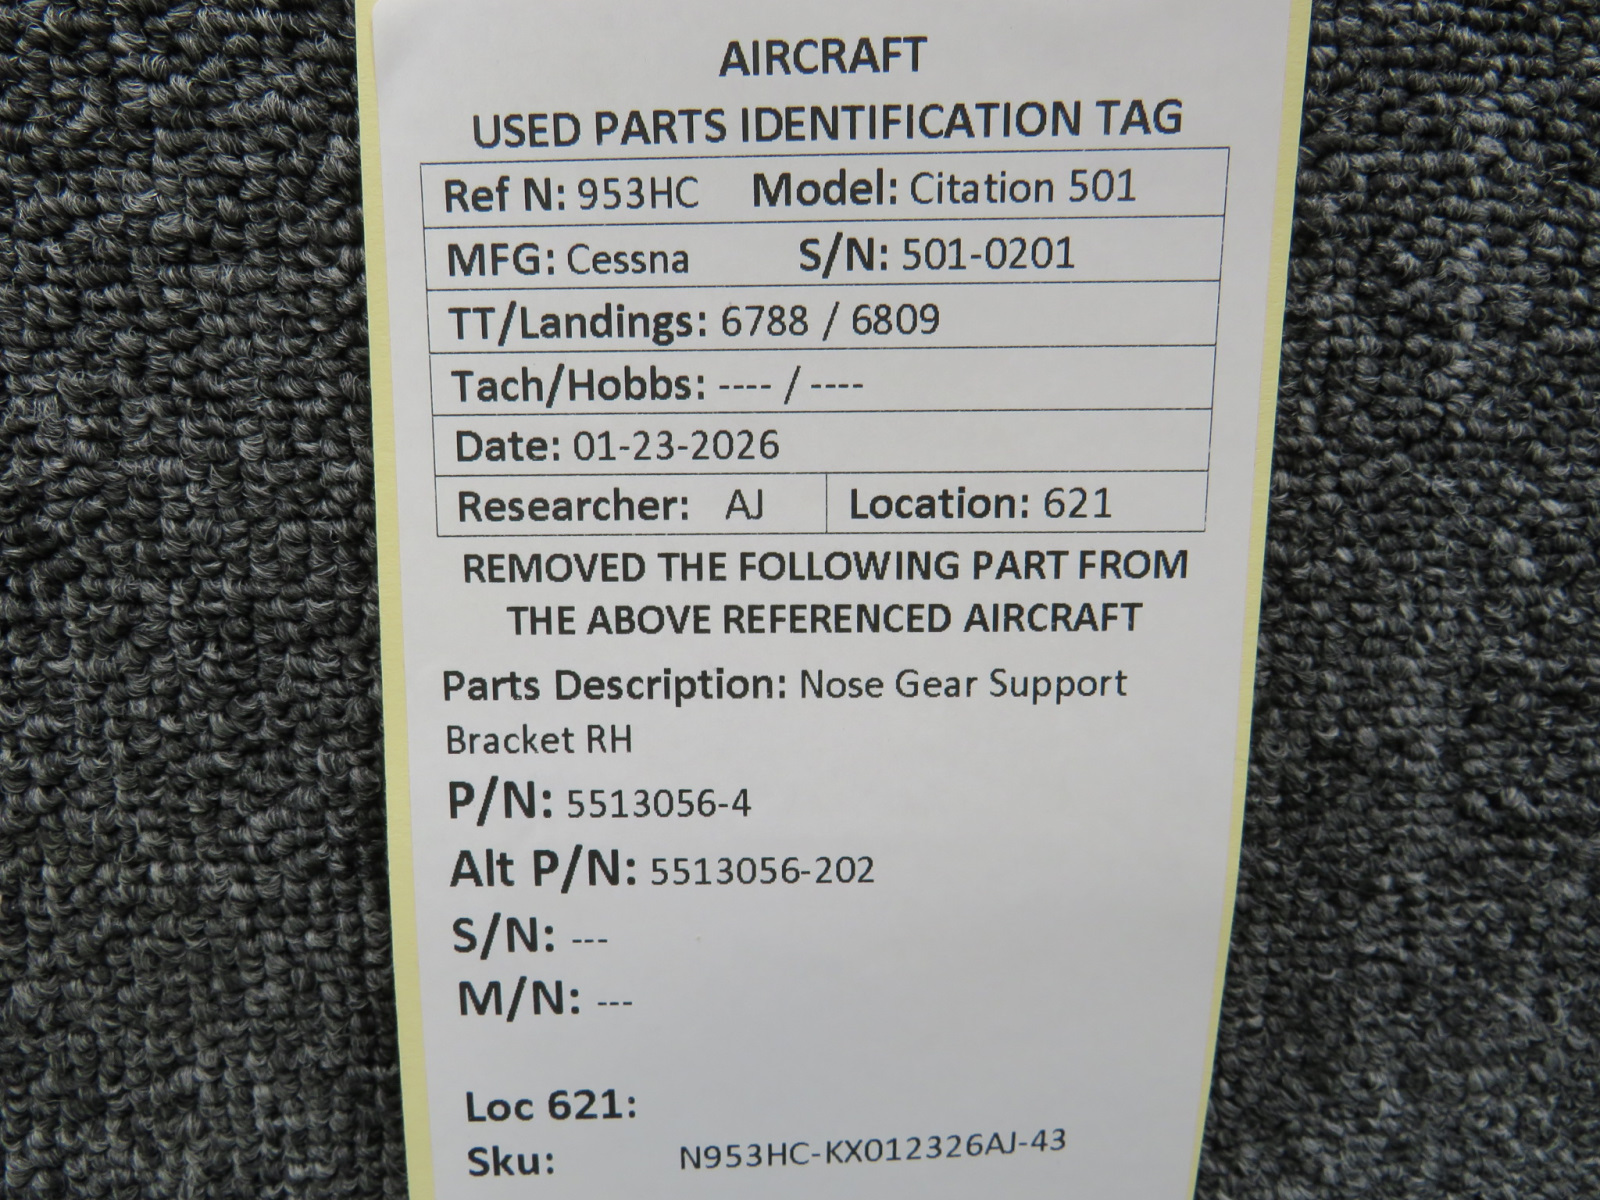 AIRCRAFT
USED PARTS IDENTIFICATION TAG
Ref N: 953HC Model: Citation 501
MFG: Cessna S/N: 501-0201
TT/Landings: 6788 / 6809
Tach/Hobbs: ---- / ----
Date: 01-23-2026
Researcher: AJ Location: 621
REMOVED THE FOLLOWING PART FROM
THE ABOVE REFERENCED AIRCRAFT
Parts Description: Nose Gear Support
Bracket RH
P/N: 5513056-4
Alt P/N: 5513056-202
S/N: ---
M/N: ---
Loc 621:
Sku: N953HC-KX012326AJ-43